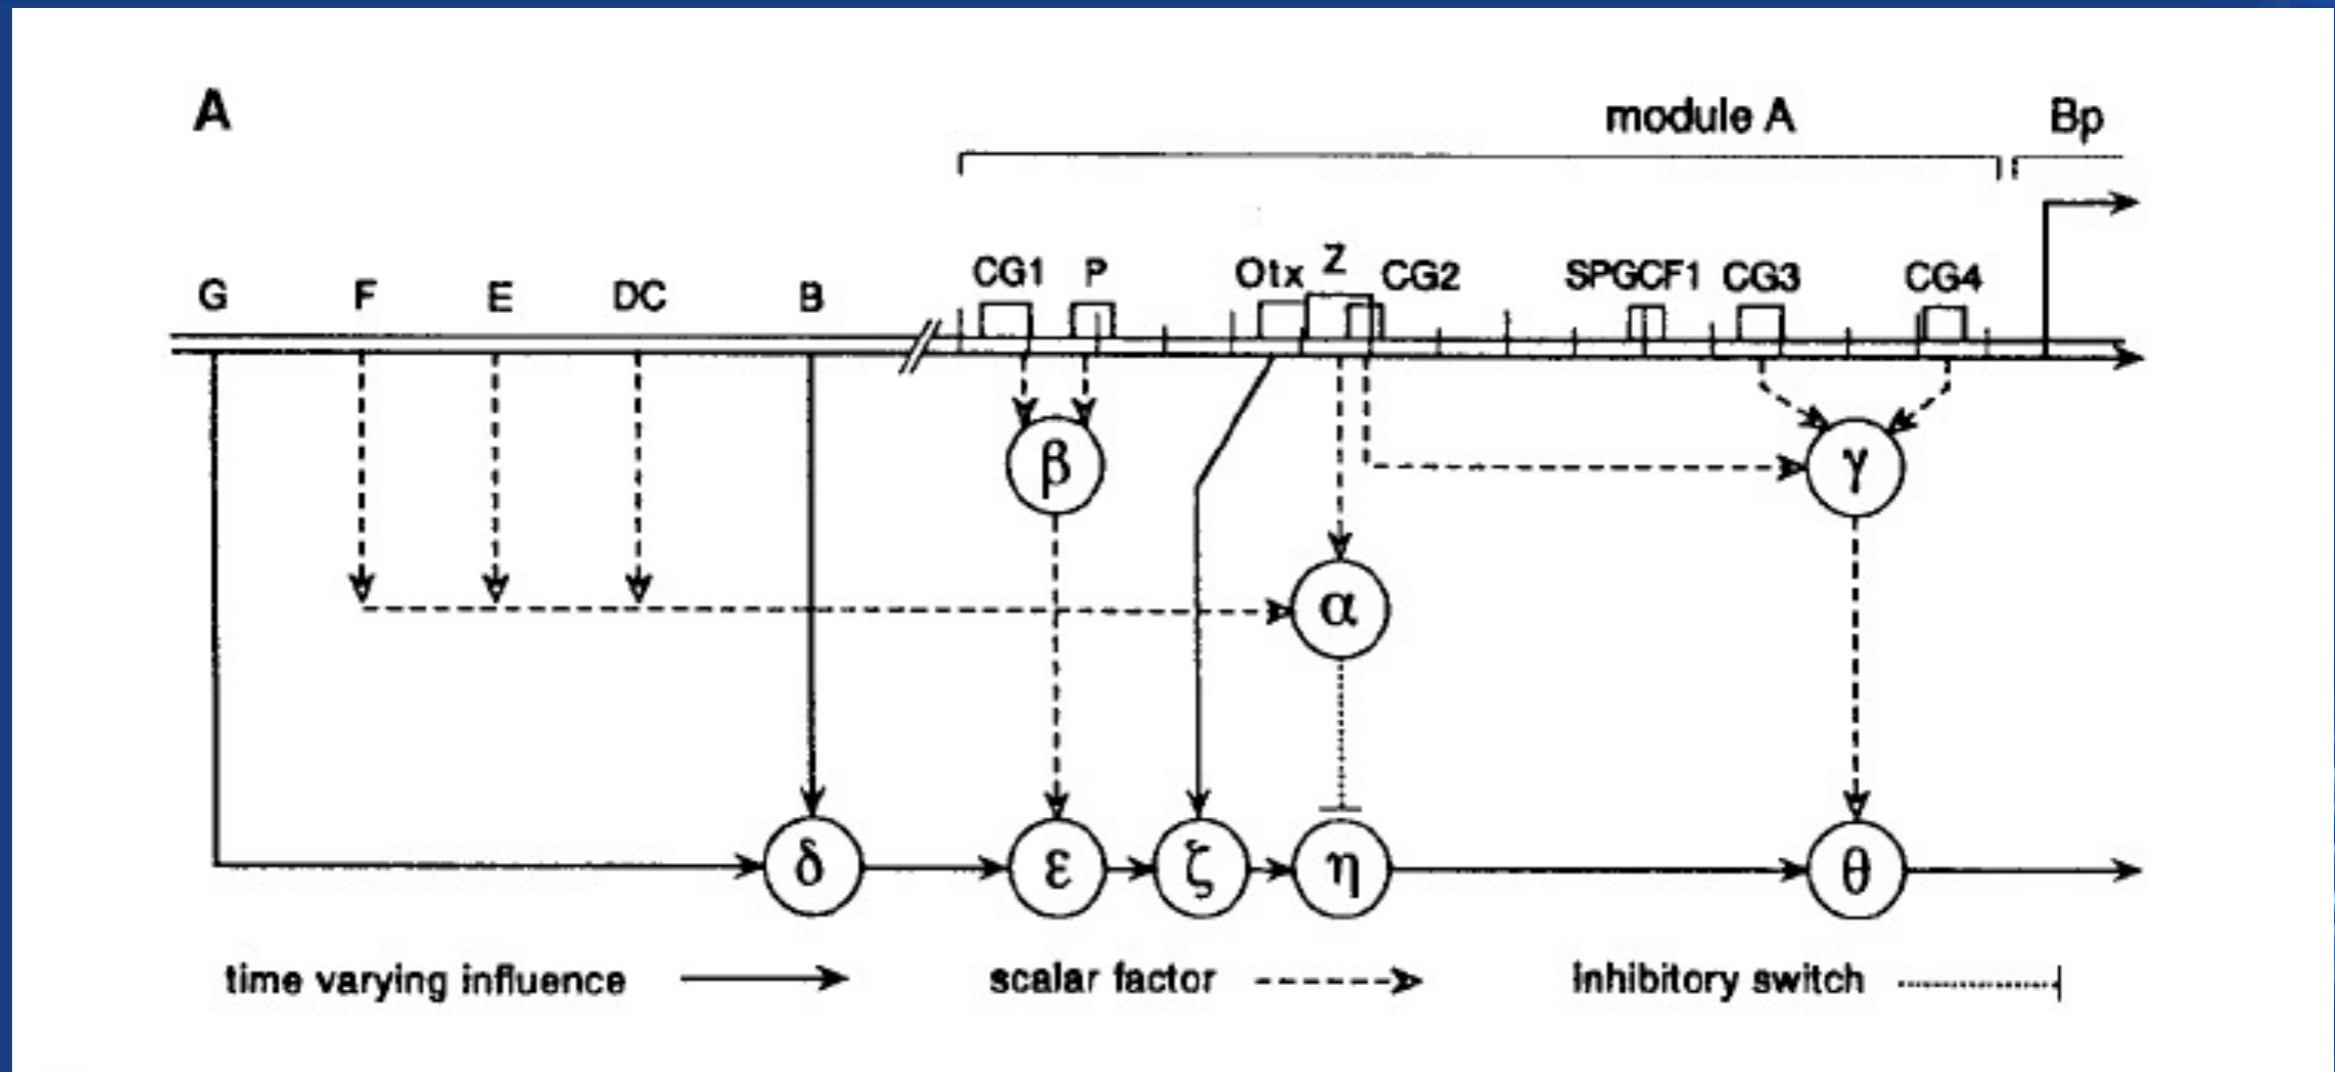 A
module A Bp
G F E DC B CG1 P Otx Z CG2 SPGCF1 CG3 CG4
β γ
α
δ ε ζ η θ
time varying influence scalar factor inhibitory switch